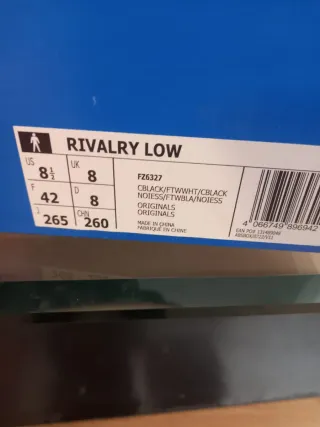 RIVALRY LOW
US 8½ UK 8
F 42 D 8
J 265 CHN 260
FZ6327
CBLACK/FTWWHT/CBLACK
NOIESS/FTWBLA/NOIESS
ORIGINALS
ORIGINALS
MADE IN CHINA
FABRIQUÉ EN CHINE
4 066749 896942